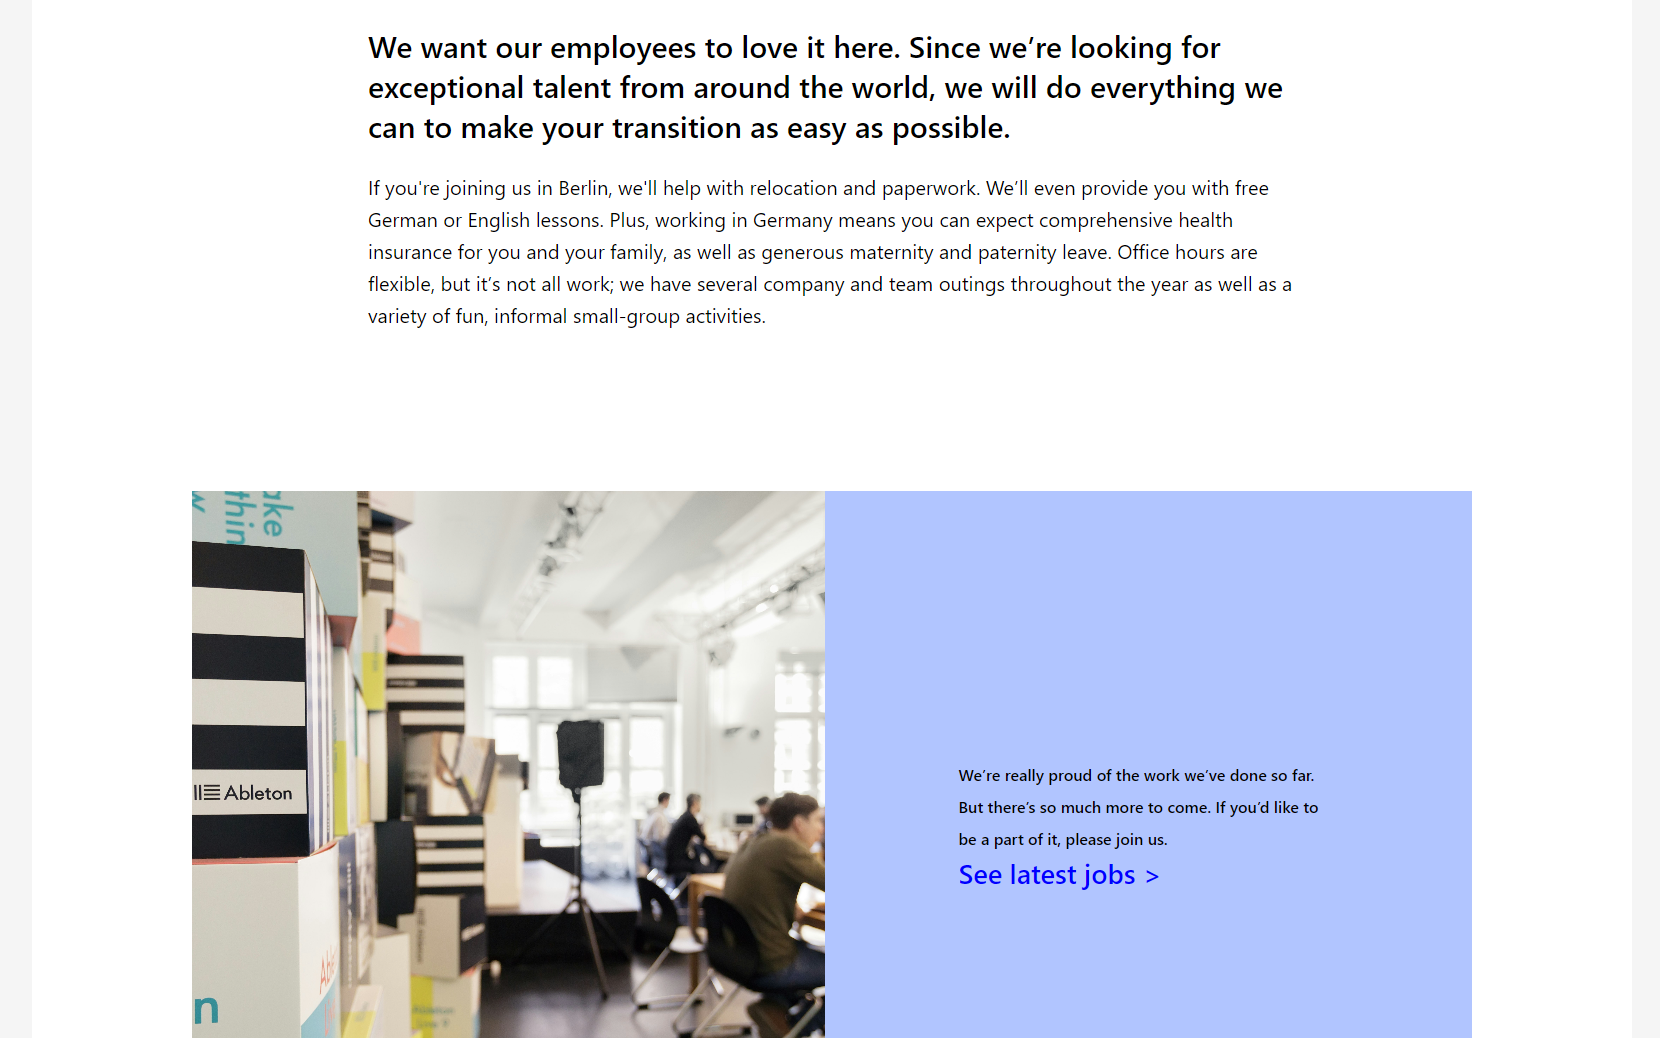 We want our employees to love it here. Since we’re looking for
exceptional talent from around the world, we will do everything we
can to make your transition as easy as possible.
If you're joining us in Berlin, we'll help with relocation and paperwork. We’ll even provide you with free
German or English lessons. Plus, working in Germany means you can expect comprehensive health
insurance for you and your family, as well as generous maternity and paternity leave. Office hours are
flexible, but it’s not all work; we have several company and team outings throughout the year as well as a
variety of fun, informal small-group activities.
ake
thin
Ableton
n
We’re really proud of the work we’ve done so far.
But there’s so much more to come. If you’d like to
be a part of it, please join us.
See latest jobs >